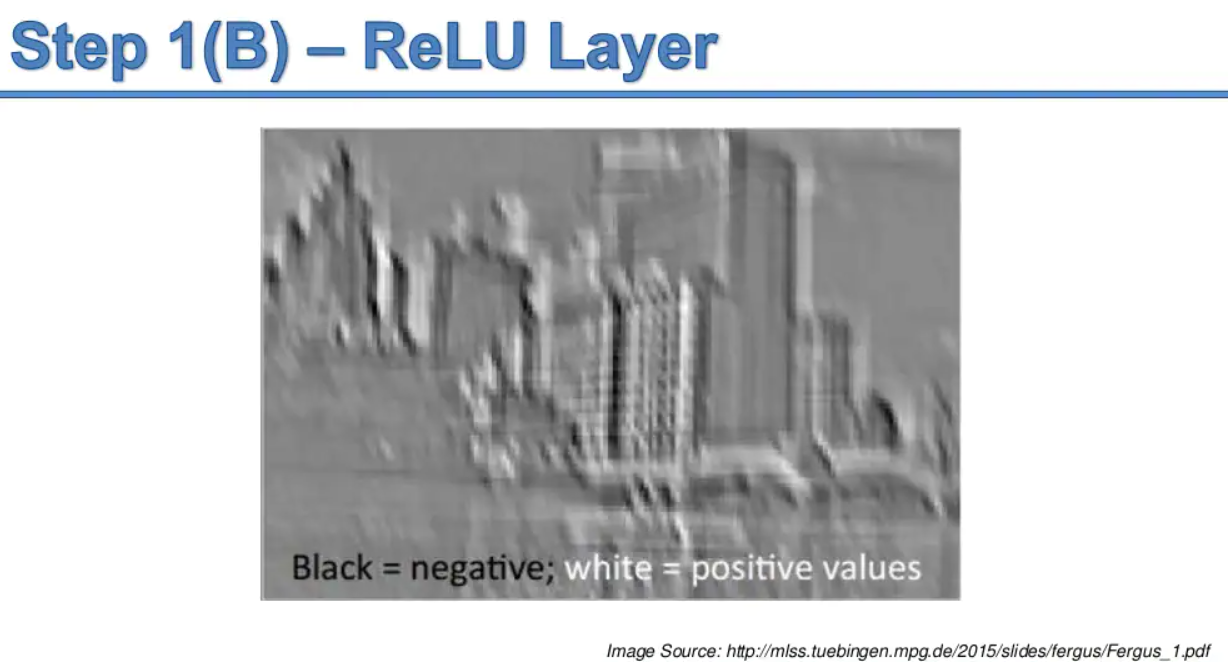 Step 1(B) – ReLU Layer
Black = negative; white = positive values
Image Source: http://mlss.tuebingen.mpg.de/2015/slides/fergus/Fergus_1.pdf